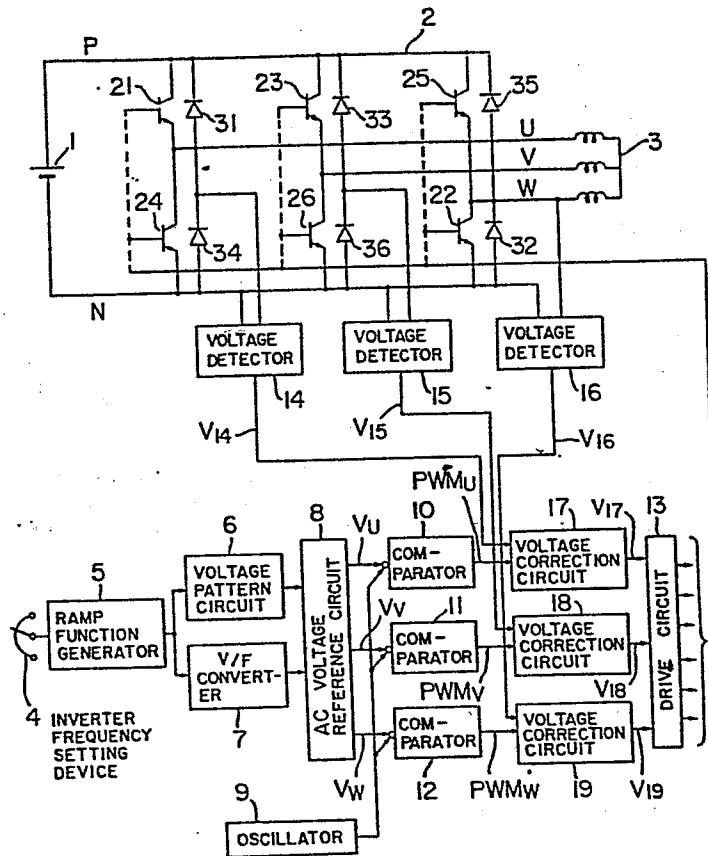 P
2
21
23
25
31
33
35
1
U
V
W
3
24
26
22
34
36
32
N
VOLTAGE
DETECTOR
VOLTAGE
DETECTOR
VOLTAGE
DETECTOR
14
15
16
V14
V15
V16
PWMU
6
8
VU
10
17
V17
13
5
VOLTAGE
PATTERN
CIRCUIT
COM-
PARATOR
VOLTAGE
CORRECTION
CIRCUIT
RAMP
FUNCTION
GENERATOR
AC VOLTAGE
REFERENCE CIRCUIT
VV
11
18
V/F
CONVERT-
ER
COM-
PARATOR
VOLTAGE
CORRECTION
CIRCUIT
DRIVE CIRCUIT
PWMV
V18
4
INVERTER
FREQUENCY
SETTING
DEVICE
7
COM-
PARATOR
VOLTAGE
CORRECTION
CIRCUIT
VW
12
PWMW
19
V19
9
OSCILLATOR